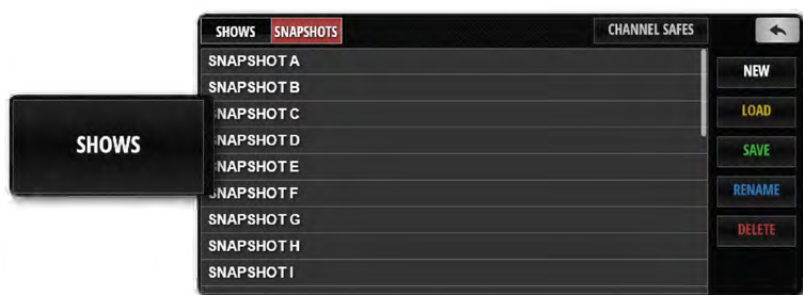 SHOWS SNAPSHOTS CHANNEL SAFES
SNAPSHOT A
SNAPSHOT B
SNAPSHOT C
SNAPSHOT D
SNAPSHOT E
SNAPSHOT F
SNAPSHOT G
SNAPSHOT H
SNAPSHOT I
NEW
LOAD
SAVE
RENAME
DELETE
SHOWS